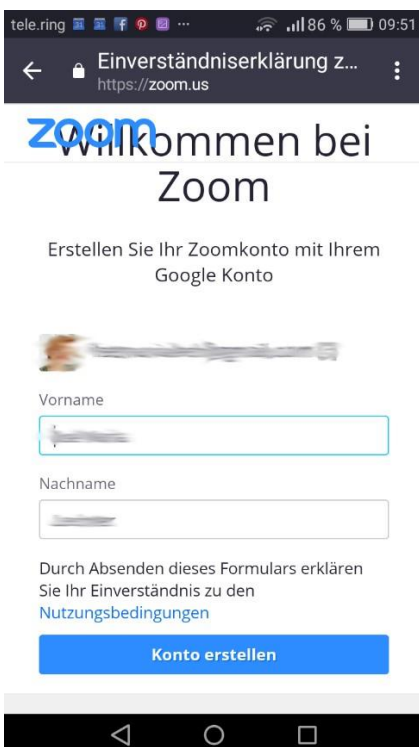 tele.ring 86 % 09:51
Einverständniserklärung z...
https://zoom.us
zoom
Willkommen bei
Zoom
Erstellen Sie Ihr Zoomkonto mit Ihrem
Google Konto
Vorname
Nachname
Durch Absenden dieses Formulars erklären
Sie Ihr Einverständnis zu den
Nutzungsbedingungen
Konto erstellen